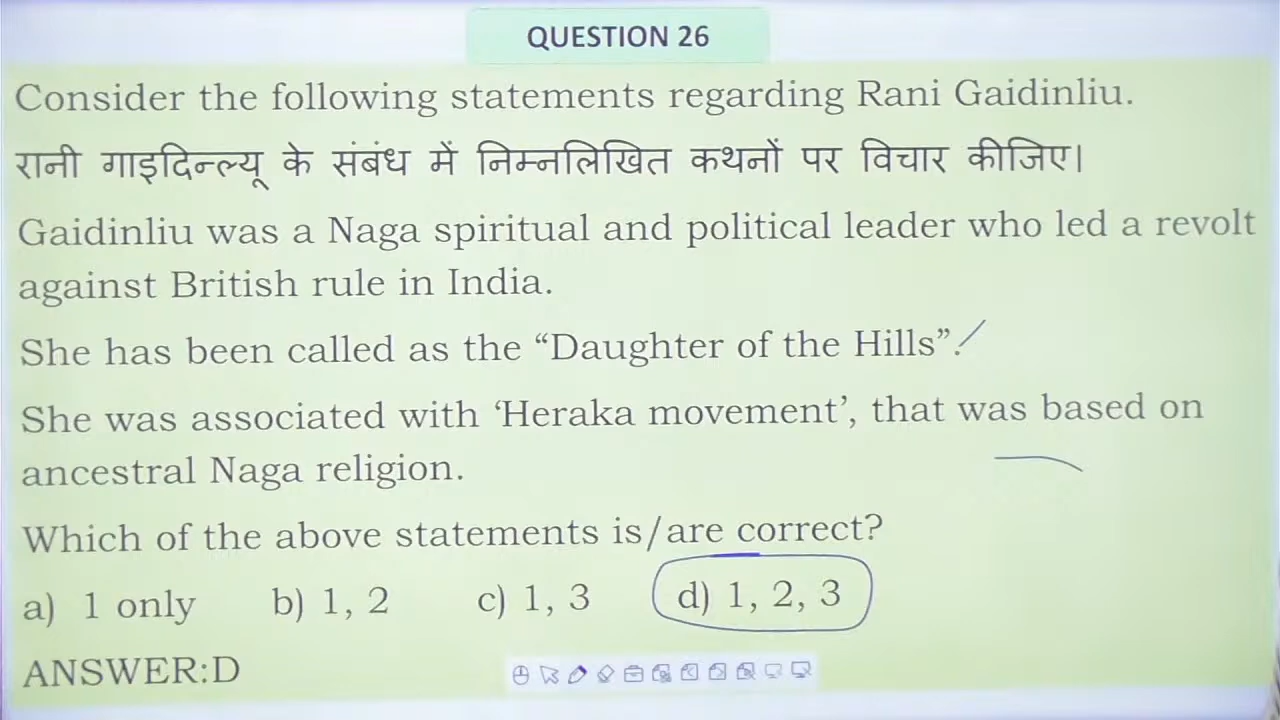 QUESTION 26
Consider the following statements regarding Rani Gaidinliu.
रानी गाइदिन्ल्यू के संबंध में निम्नलिखित कथनों पर विचार कीजिए।
Gaidinliu was a Naga spiritual and political leader who led a revolt
against British rule in India.
She has been called as the “Daughter of the Hills”.
She was associated with ‘Heraka movement’, that was based on
ancestral Naga religion.
Which of the above statements is/are correct?
a) 1 only b) 1, 2 c) 1, 3 d) 1, 2, 3
ANSWER:D